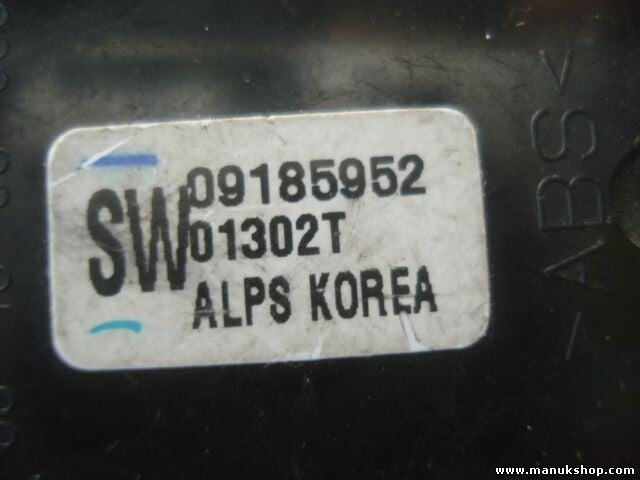 SW
09185952
01302T
ALPS KOREA
>ABS<
www.manukshop.com